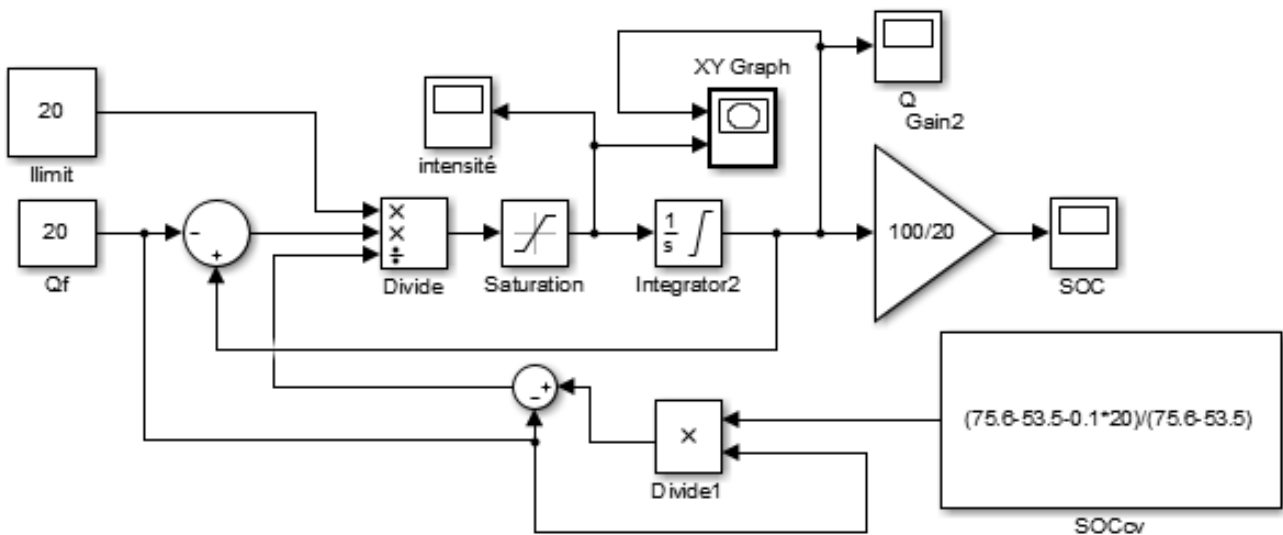 XY Graph
Q
Gain2
20
Ilimit
intensité
20
Qf
-
+
×
×
÷
Divide
Saturation
1
s
Integrator2
100/20
SOC
+
-
×
Divide1
(75.6-53.5-0.1*20)/(75.6-53.5)
SOCcv